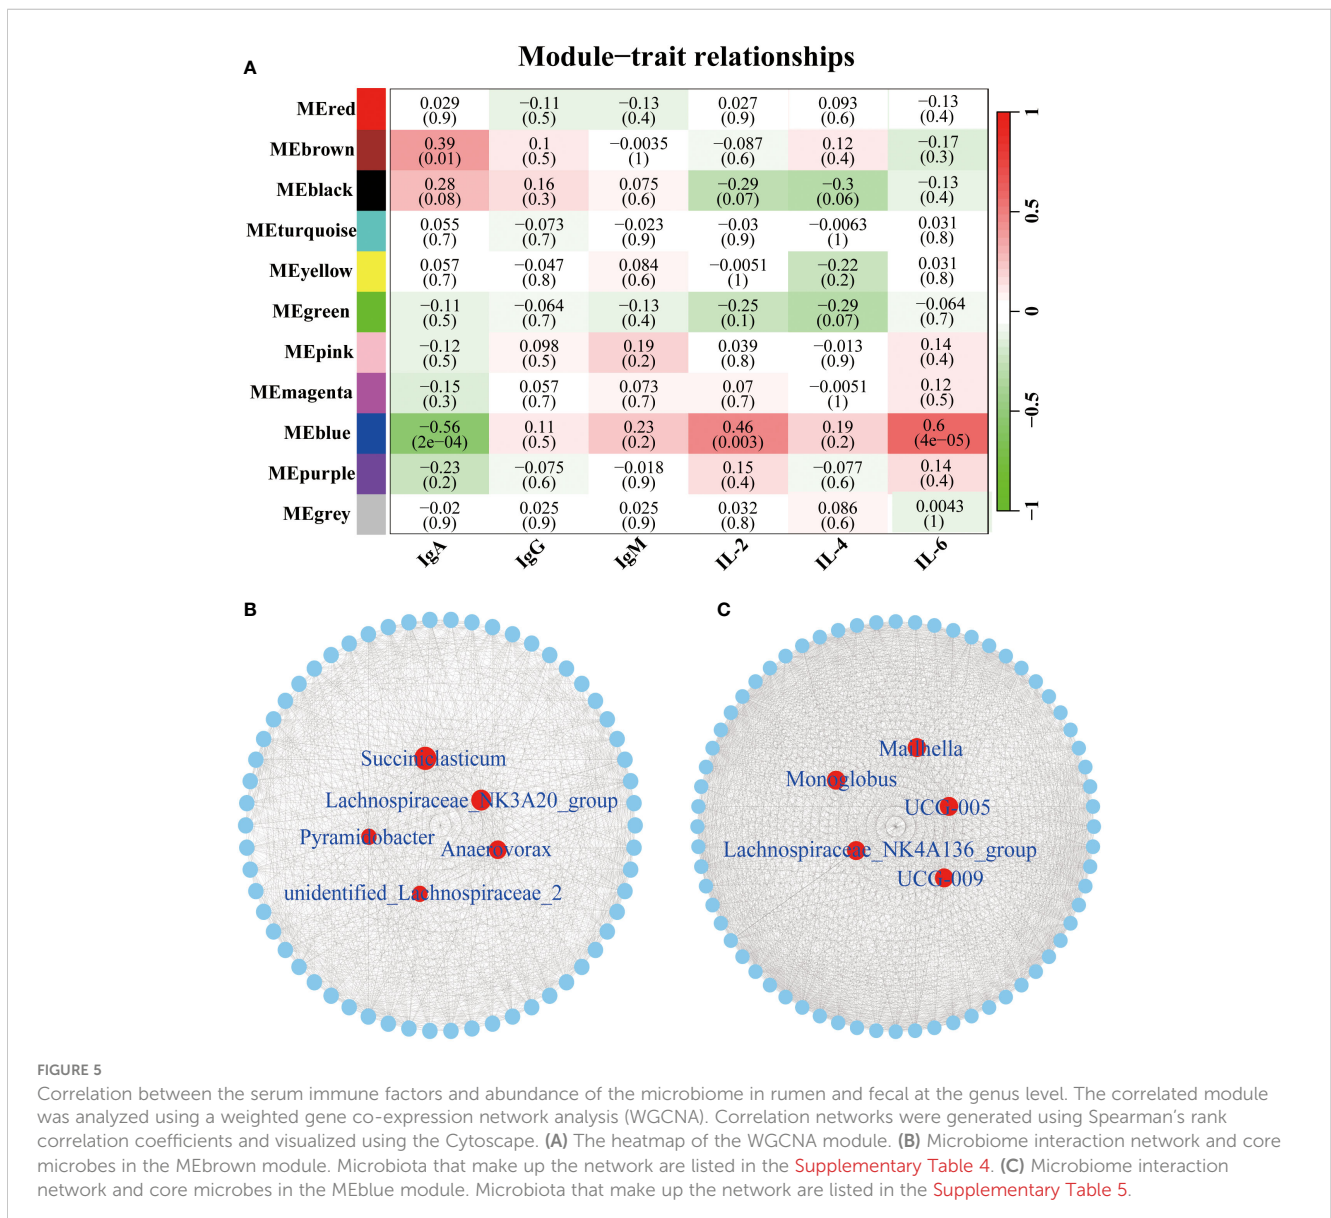 A
Module−trait relationships
MEred 0.029 −0.11 −0.13 0.027 0.093 −0.13
(0.9) (0.5) (0.4) (0.9) (0.6) (0.4)
MEbrown 0.39 0.1 −0.0035 −0.087 0.12 −0.17
(0.01) (0.5) (1) (0.6) (0.4) (0.3)
MEblack 0.28 0.16 0.075 −0.29 −0.3 −0.13
(0.08) (0.3) (0.6) (0.07) (0.06) (0.4)
MEturquoise 0.055 −0.073 −0.023 −0.03 −0.0063 0.031
(0.7) (0.7) (0.9) (0.9) (1) (0.8)
MEyellow 0.057 −0.047 0.084 −0.0051 −0.22 0.031
(0.7) (0.8) (0.6) (1) (0.2) (0.8)
MEgreen −0.11 −0.064 −0.13 −0.25 −0.29 −0.064
(0.5) (0.7) (0.4) (0.1) (0.07) (0.7)
MEpink −0.12 0.098 0.19 0.039 −0.013 0.14
(0.5) (0.5) (0.2) (0.8) (0.9) (0.4)
MEmagenta −0.15 0.057 0.073 0.07 −0.0051 0.12
(0.3) (0.7) (0.7) (0.7) (1) (0.5)
MEblue −0.56 0.11 0.23 0.46 0.19 0.6
(2e−04) (0.5) (0.2) (0.003) (0.2) (4e−05)
MEpurple −0.23 −0.075 −0.018 0.15 −0.077 0.14
(0.2) (0.6) (0.9) (0.4) (0.6) (0.4)
MEgrey −0.02 0.025 0.025 0.032 0.086 0.0043
(0.9) (0.9) (0.9) (0.8) (0.6) (1)
IgA IgG IgM IL-2 IL-4 IL-6
1
0.5
0
−0.5
−1
B
Succiniclasticum
Lachnospiraceae_NK3A20_group
Pyramidobacter
Anaerovorax
unidentified_Lachnospiraceae_2
C
Mailhella
Monoglobus
UCG-005
Lachnospiraceae_NK4A136_group
UCG-009
FIGURE 5
Correlation between the serum immune factors and abundance of the microbiome in rumen and fecal at the genus level. The correlated module
was analyzed using a weighted gene co-expression network analysis (WGCNA). Correlation networks were generated using Spearman's rank
correlation coefficients and visualized using the Cytoscape. (A) The heatmap of the WGCNA module. (B) Microbiome interaction network and core
microbes in the MEbrown module. Microbiota that make up the network are listed in the Supplementary Table 4. (C) Microbiome interaction
network and core microbes in the MEblue module. Microbiota that make up the network are listed in the Supplementary Table 5.